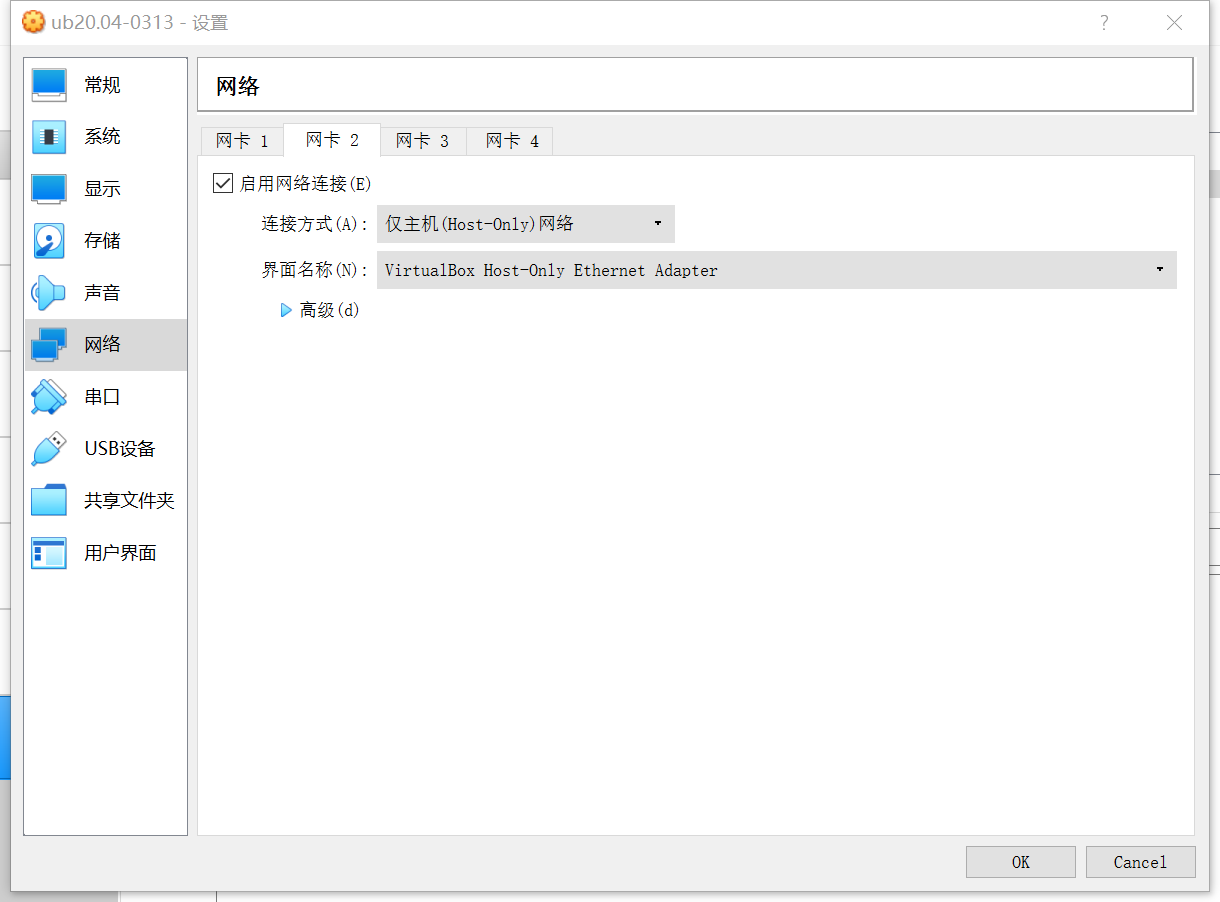 ub20.04-0313 - 设置
?
常规
系统
显示
存储
声音
网络
串口
USB设备
共享文件夹
用户界面
网络
网卡 1 网卡 2 网卡 3 网卡 4
启用网络连接(E)
连接方式(A): 仅主机(Host-Only)网络
界面名称(N): VirtualBox Host-Only Ethernet Adapter
高级(d)
OK Cancel